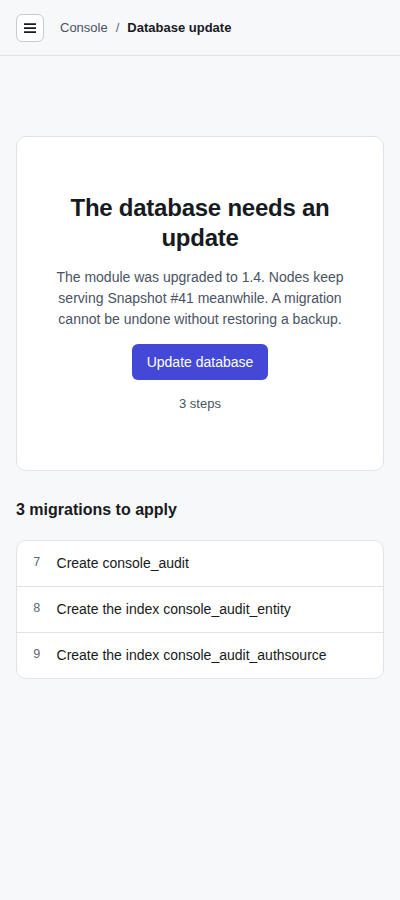 Console / Database update
The database needs an
update
The module was upgraded to 1.4. Nodes keep
serving Snapshot #41 meanwhile. A migration
cannot be undone without restoring a backup.
Update database
3 steps
3 migrations to apply
7 Create console_audit
8 Create the index console_audit_entity
9 Create the index console_audit_authsource